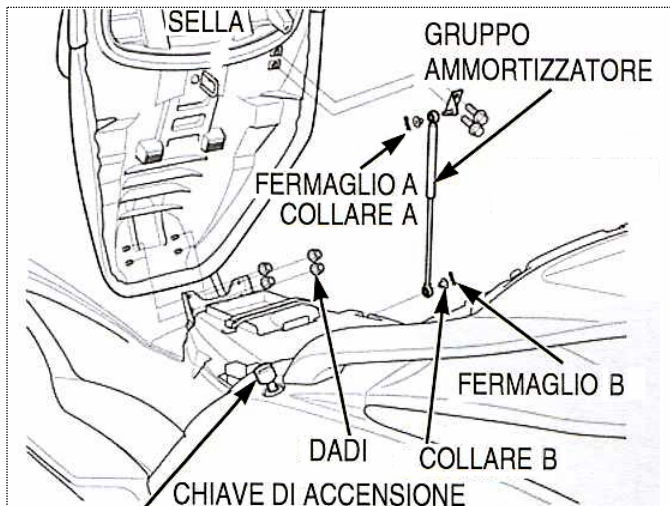 SELLA
GRUPPO
AMMORTIZZATORE
FERMAGLIO A
COLLARE A
FERMAGLIO B
DADI
COLLARE B
CHIAVE DI ACCENSIONE